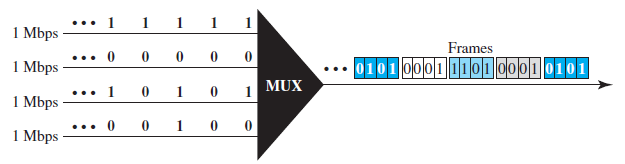 1 Mbps ••• 1 1 1 1 1
1 Mbps ••• 0 0 0 0 0
1 Mbps ••• 1 0 1 0 1
1 Mbps ••• 0 0 1 0 0
MUX
Frames
••• 0101 0001 1101 0001 0101